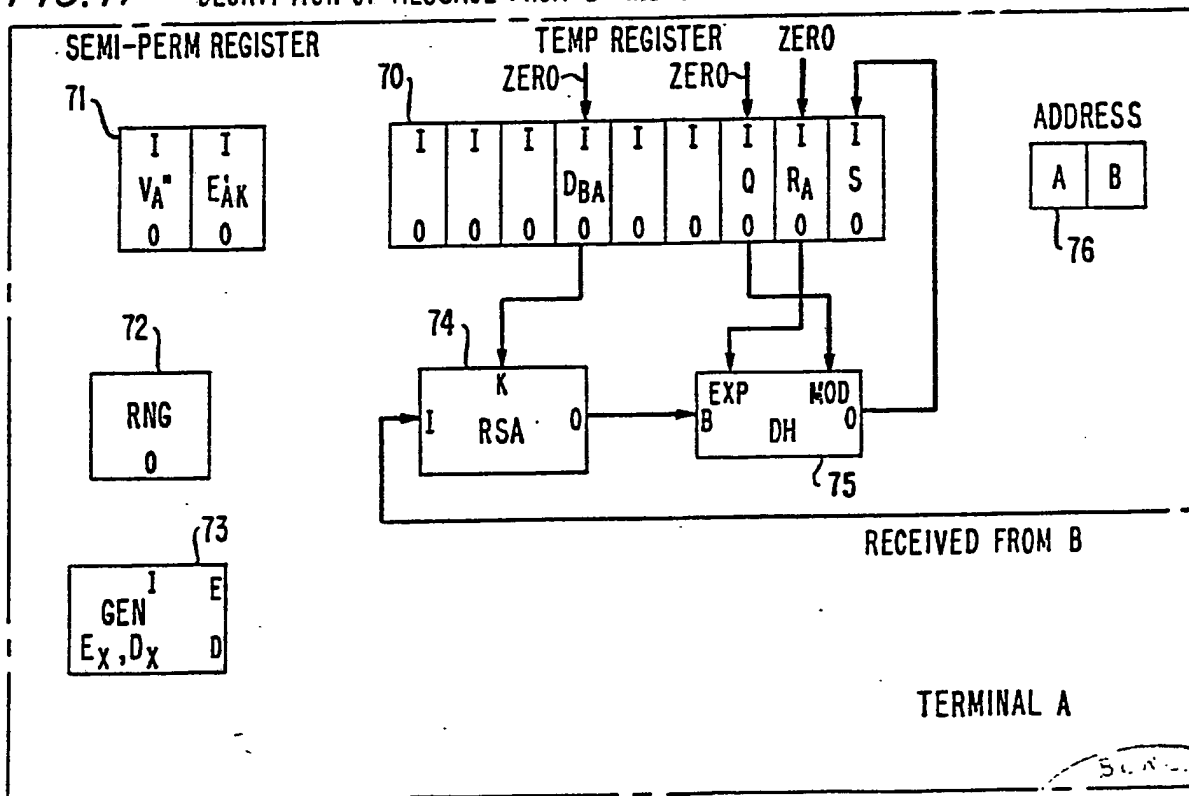 DECRYPTION OF MESSAGE FROM B
SEMI-PERM REGISTER
TEMP REGISTER
ZERO
ZERO
ZERO
71
70
ADDRESS
I I
V_A" E'_AK
0 0
I I I I I I I I I
D_BA Q R_A S
0 0 0 0 0 0 0 0 0
A B
76
72
RNG
0
74
K
I RSA 0
EXP MOD
B DH 0
75
RECEIVED FROM B
73
I E
GEN
E_X, D_X D
TERMINAL A